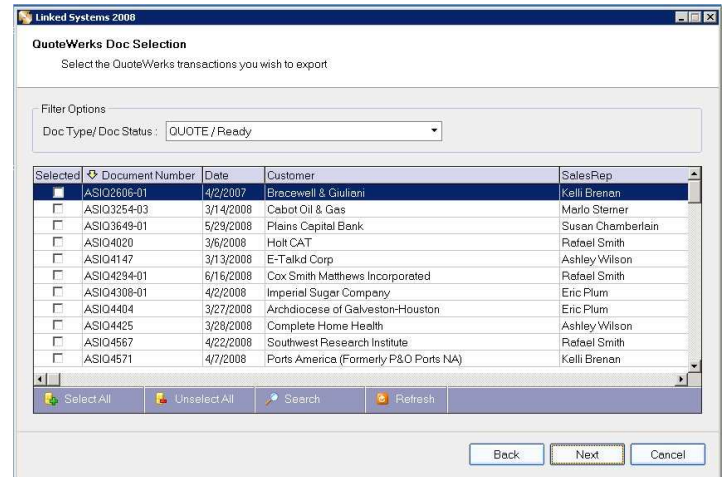 Linked Systems 2008
QuoteWerks Doc Selection
Select the QuoteWerks transactions you wish to export
Filter Options
Doc Type/ Doc Status : QUOTE / Ready
Selected Document Number Date Customer SalesRep
ASIQ2606-01 4/2/2007 Bracewell & Giuliani Kelli Brenan
ASIQ3254-03 3/14/2008 Cabot Oil & Gas Marlo Sterner
ASIQ3649-01 5/29/2008 Plains Capital Bank Susan Chamberlain
ASIQ4020 3/6/2008 Holt CAT Rafael Smith
ASIQ4147 3/13/2008 E-Talkd Corp Ashley Wilson
ASIQ4294-01 6/16/2008 Cox Smith Matthews Incorporated Rafael Smith
ASIQ4308-01 4/2/2008 Imperial Sugar Company Eric Plum
ASIQ4404 3/27/2008 Archdiocese of Galveston-Houston Eric Plum
ASIQ4425 3/28/2008 Complete Home Health Ashley Wilson
ASIQ4567 4/22/2008 Southwest Research Institute Rafael Smith
ASIQ4571 4/7/2008 Ports America (Formerly P&O Ports NA) Kelli Brenan
Select All Unselect All Search Refresh
Back Next Cancel